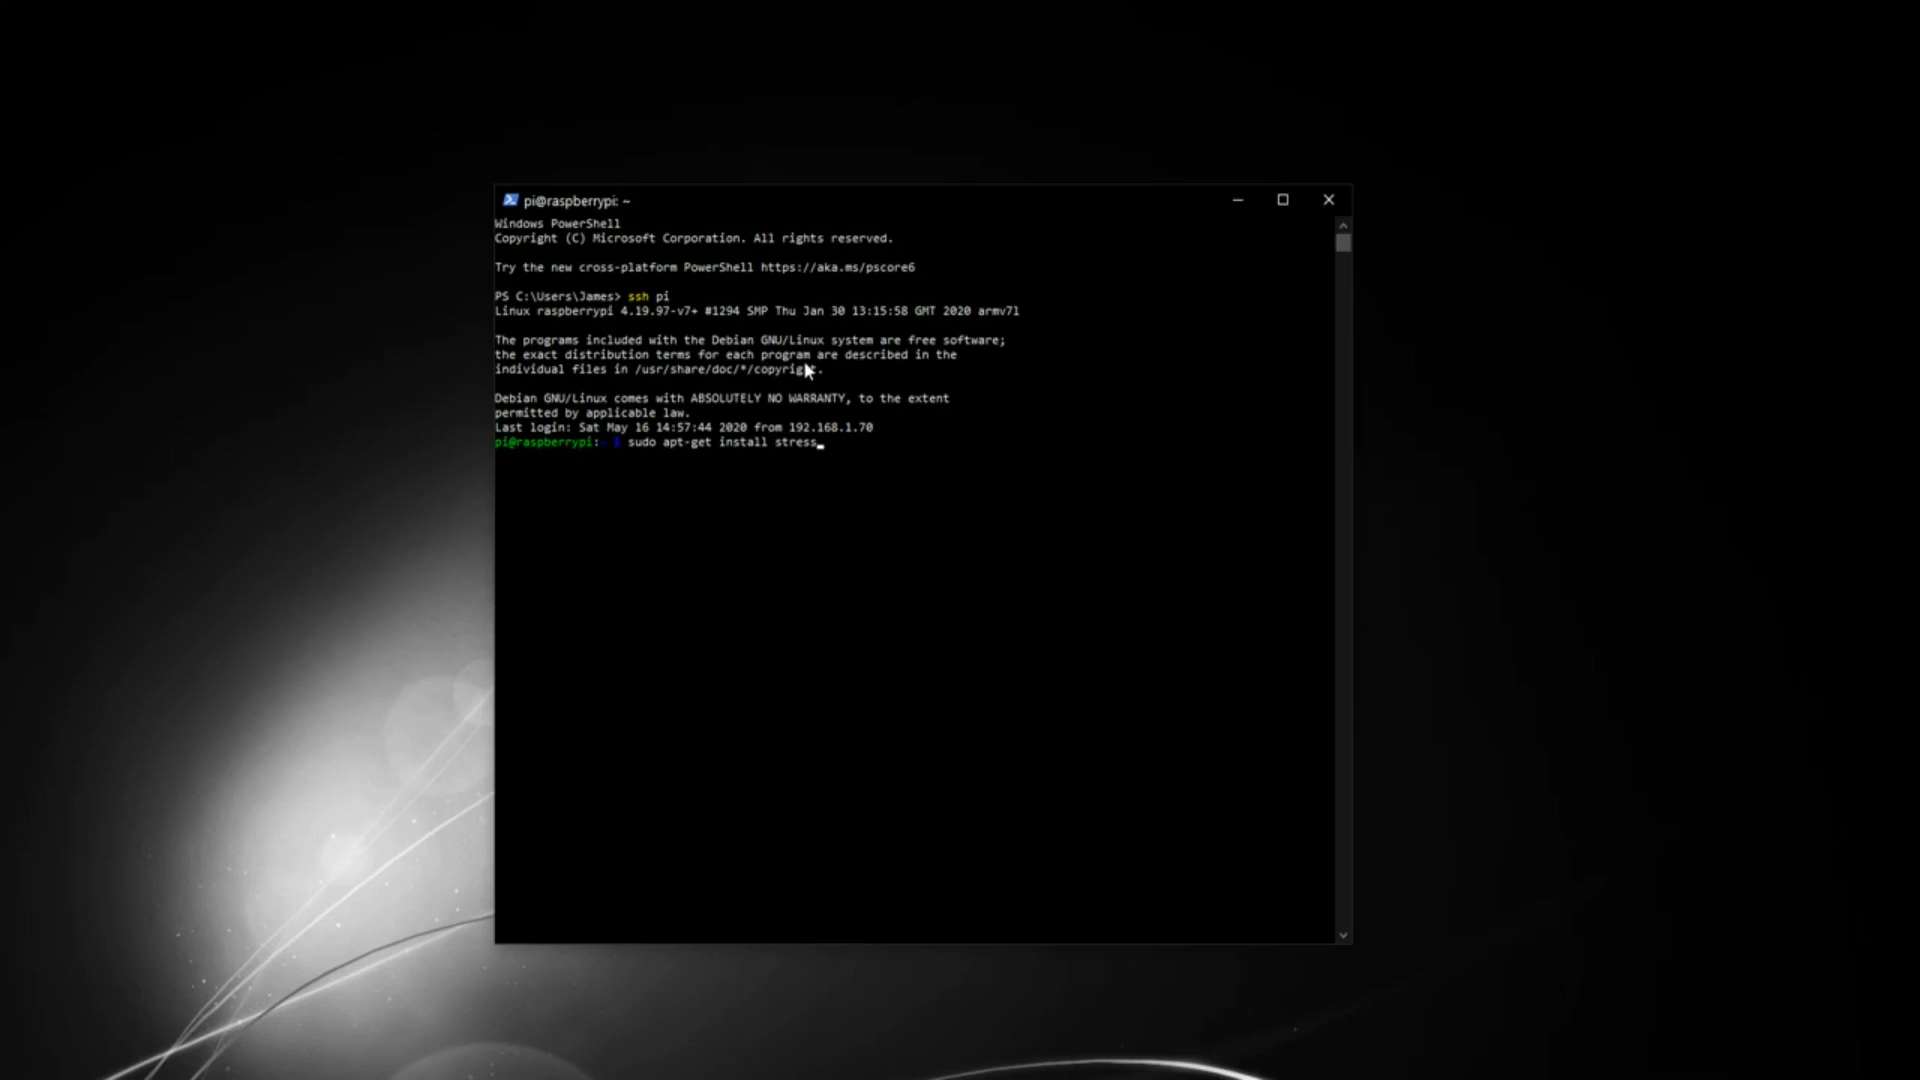 pi@raspberrypi: ~
Windows PowerShell
Copyright (C) Microsoft Corporation. All rights reserved.
Try the new cross-platform PowerShell https://aka.ms/pscore6
PS C:\Users\James> ssh pi
Linux raspberrypi 4.19.97-v7+ #1294 SMP Thu Jan 30 13:15:58 GMT 2020 armv7l
The programs included with the Debian GNU/Linux system are free software;
the exact distribution terms for each program are described in the
individual files in /usr/share/doc/*/copyright.
Debian GNU/Linux comes with ABSOLUTELY NO WARRANTY, to the extent
permitted by applicable law.
Last login: Sat May 16 14:57:44 2020 from 192.168.1.70
pi@raspberrypi:~ $ sudo apt-get install stress